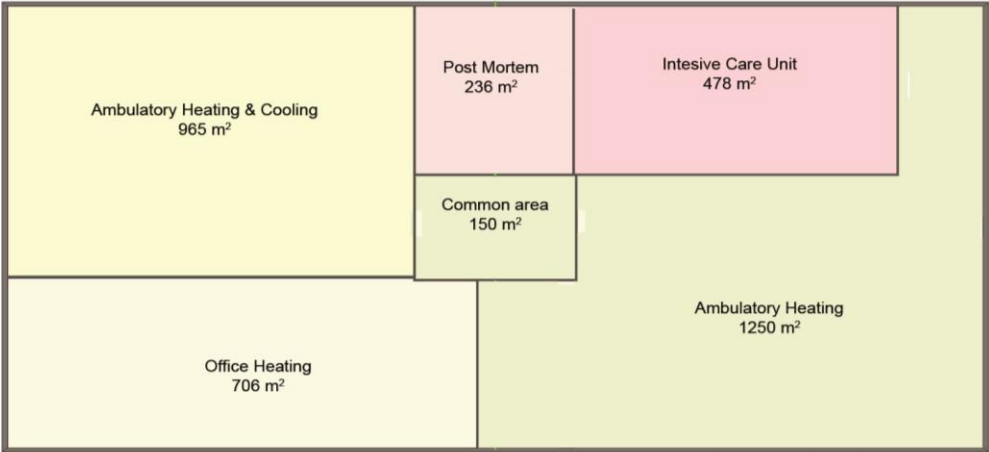 Ambulatory Heating & Cooling
965 m²
Post Mortem
236 m²
Intesive Care Unit
478 m²
Common area
150 m²
Ambulatory Heating
1250 m²
Office Heating
706 m²